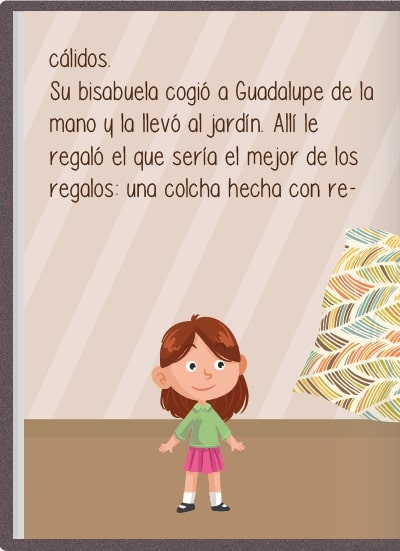 cálidos.
Su bisabuela cogió a Guadalupe de la
mano y la llevó al jardín. Allí le
regaló el que sería el mejor de los
regalos: una colcha hecha con re-